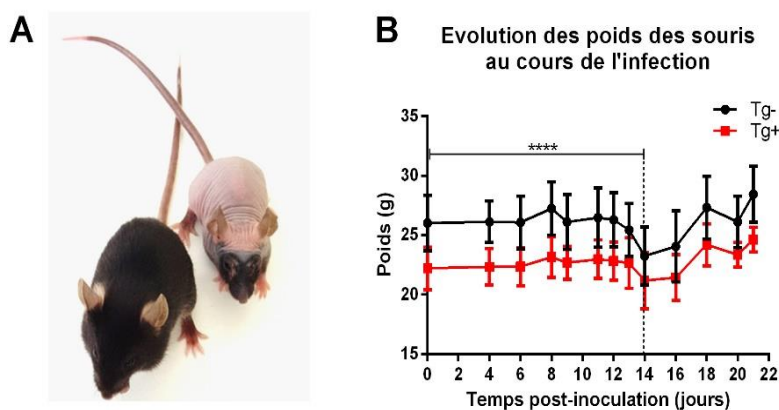 A
B
Evolution des poids des souris
au cours de l'infection
35
30
25
20
15
Poids (g)
****
Tg-
Tg+
0 2 4 6 8 10 12 14 16 18 20 22
Temps post-inoculation (jours)